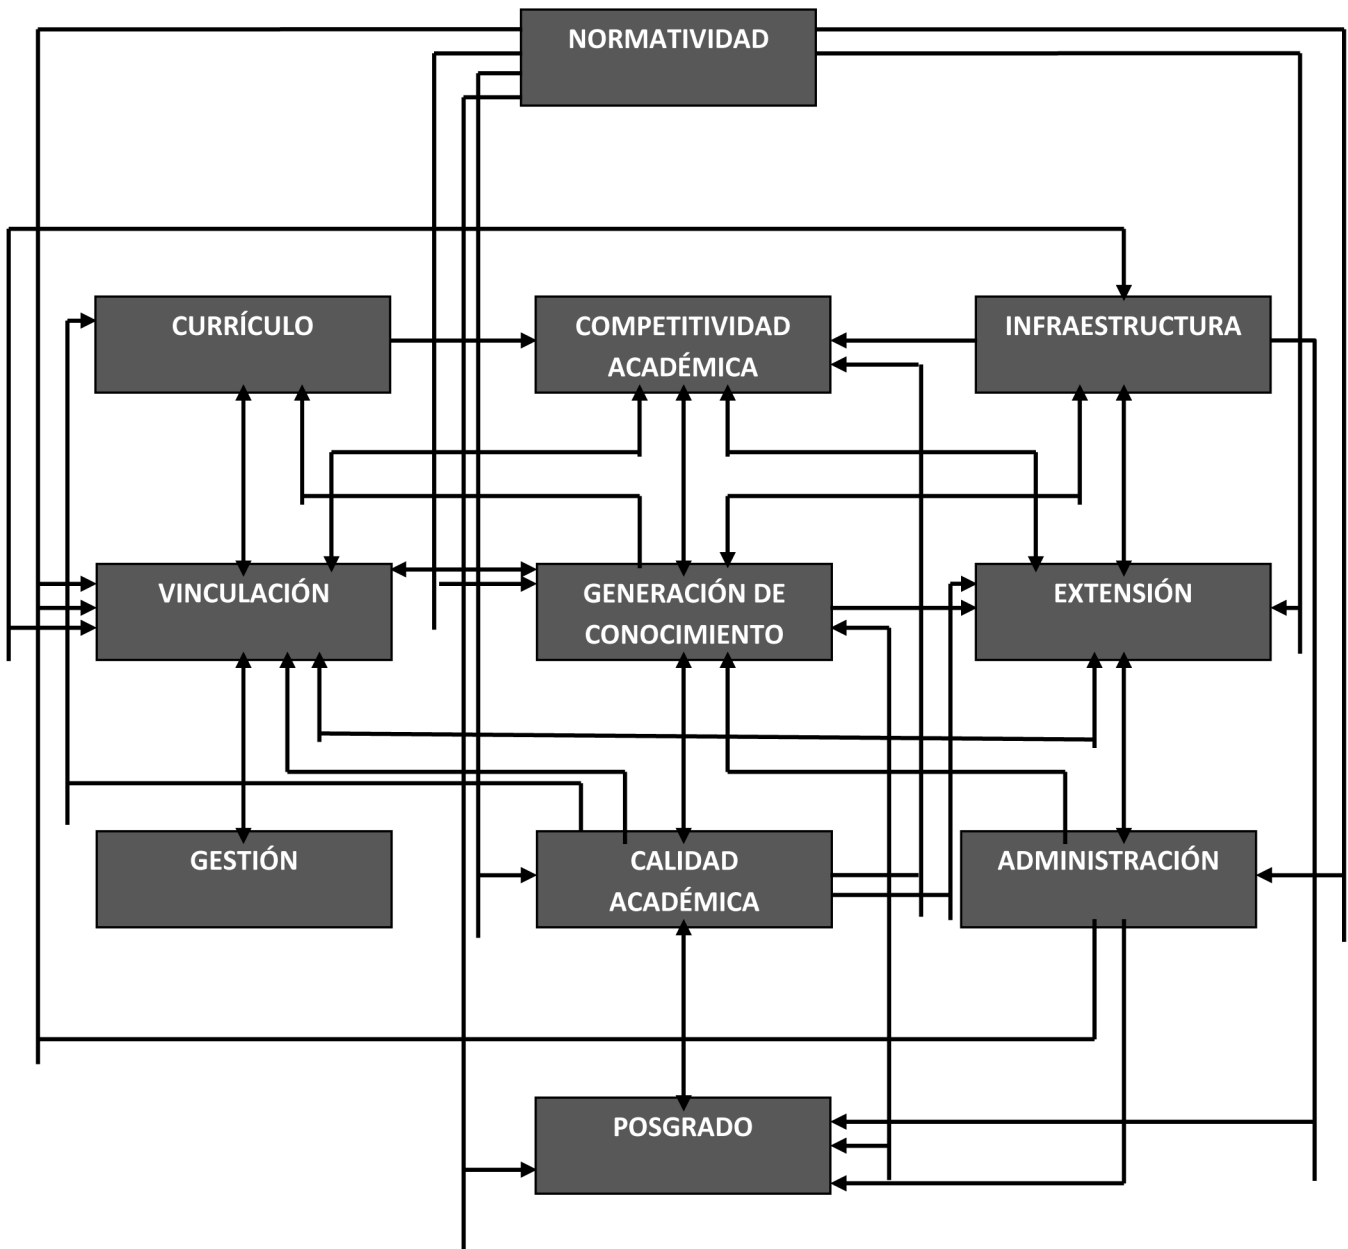 NORMATIVIDAD
CURRÍCULO
COMPETITIVIDAD
ACADÉMICA
INFRAESTRUCTURA
VINCULACIÓN
GENERACIÓN DE
CONOCIMIENTO
EXTENSIÓN
GESTIÓN
CALIDAD
ACADÉMICA
ADMINISTRACIÓN
POSGRADO